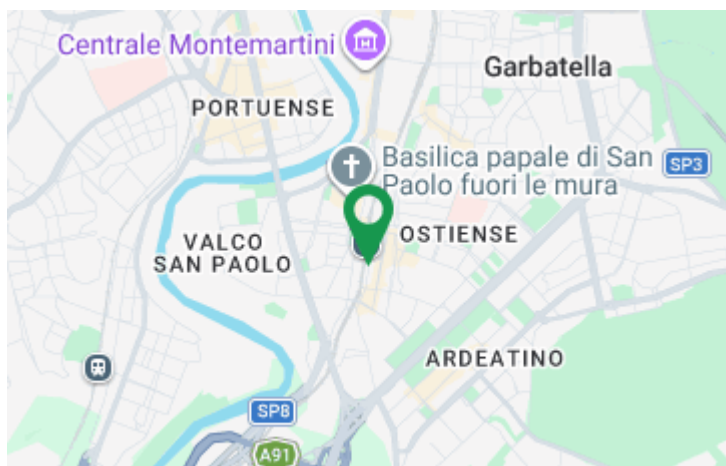 Centrale Montemartini
Garbatella
PORTUENSE
Basilica papale di San
Paolo fuori le mura
SP3
VALCO
SAN PAOLO
OSTIENSE
ARDEATINO
SP8
A91